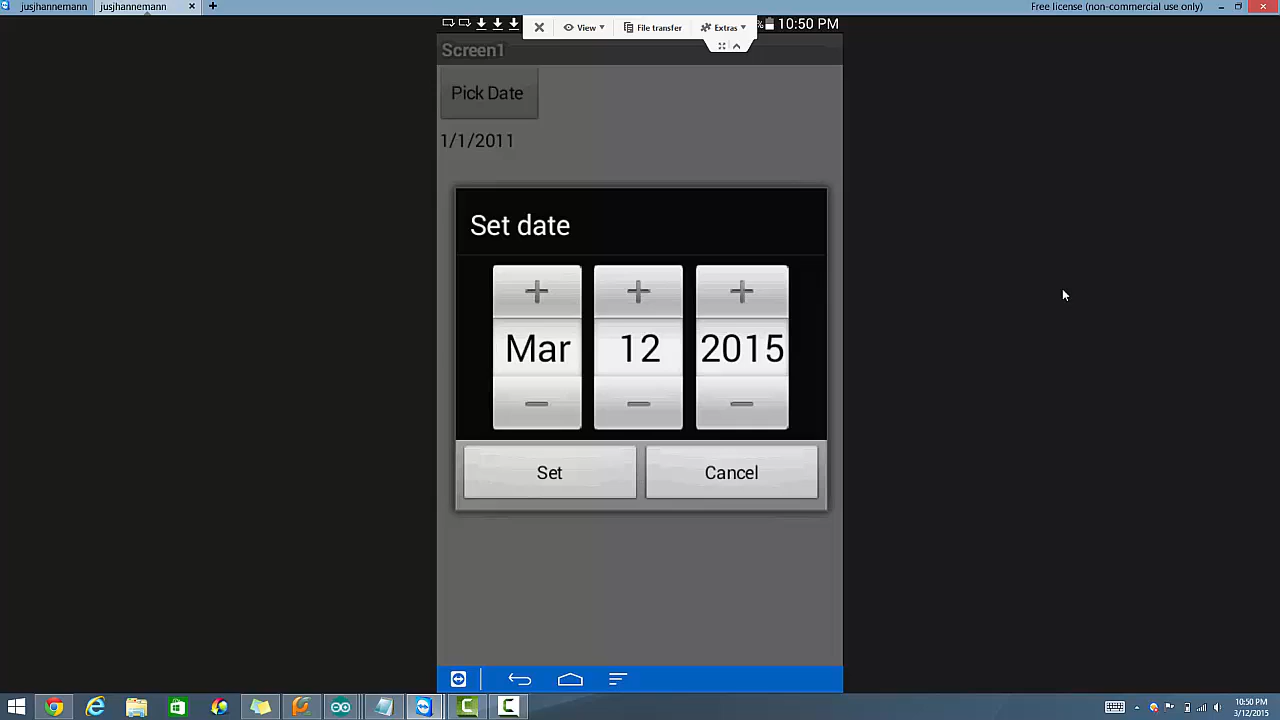 jusjhannemann jusjhannemann Free license (non-commercial use only)
View File transfer Extras % 10:50 PM
Screen1
Pick Date
1/1/2011
Set date
Mar 12 2015
Set Cancel
10:50 PM
3/12/2015